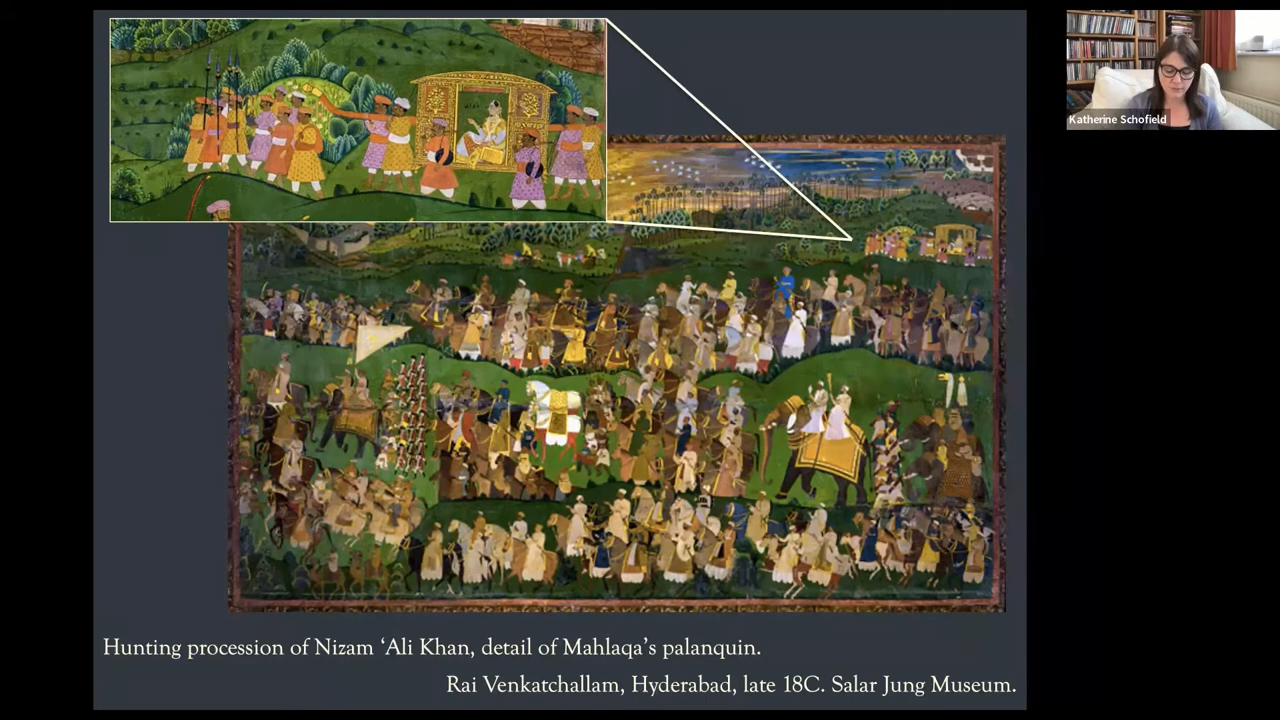 Katherine Schofield
Hunting procession of Nizam ‘Ali Khan, detail of Mahlaqa’s palanquin.
Rai Venkatchallam, Hyderabad, late 18C. Salar Jung Museum.